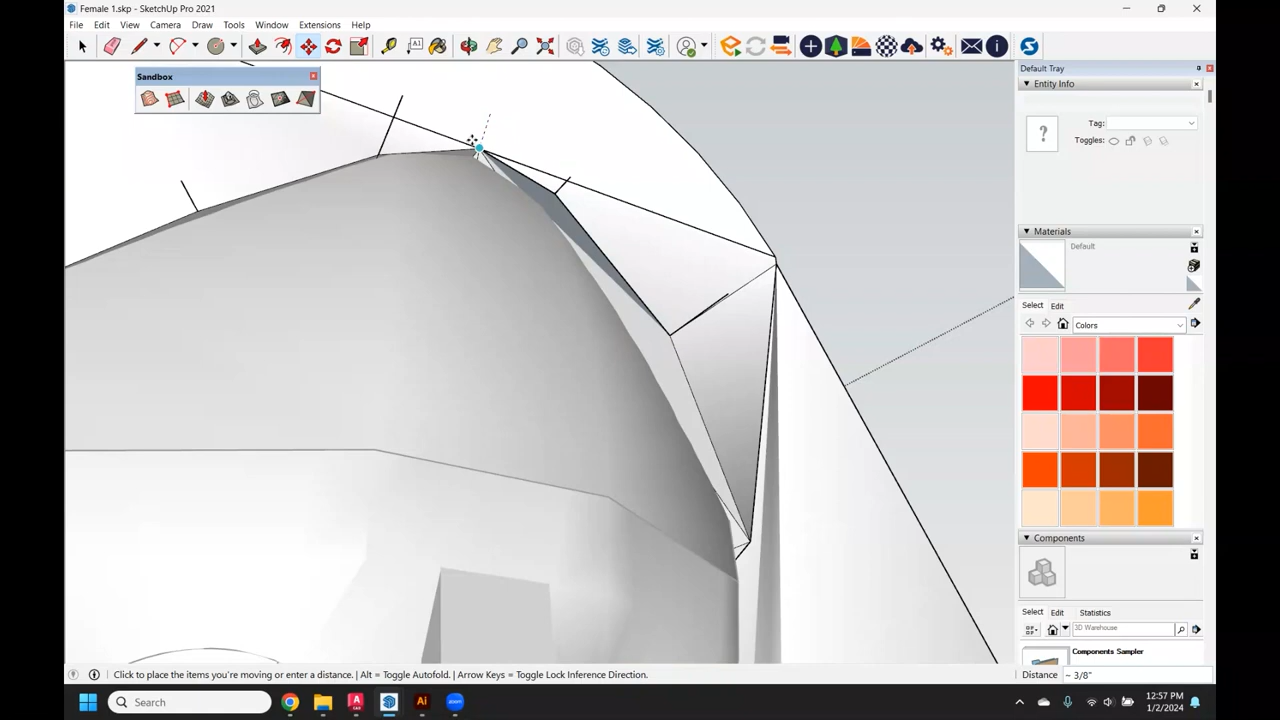 Female 1.skp - SketchUp Pro 2021
File Edit View Camera Draw Tools Window Extensions Help
Sandbox
Default Tray
Entity Info
?
Tag:
Toggles:
Materials
Default
Select Edit
Colors
Components
Select Edit Statistics
3D Warehouse
Components Sampler
Click to place the items you're moving or enter a distance. | Alt = Toggle Autofold. | Arrow Keys = Toggle Lock Inference Direction.
Distance ~ 3/8"
Search
12:57 PM
1/2/2024